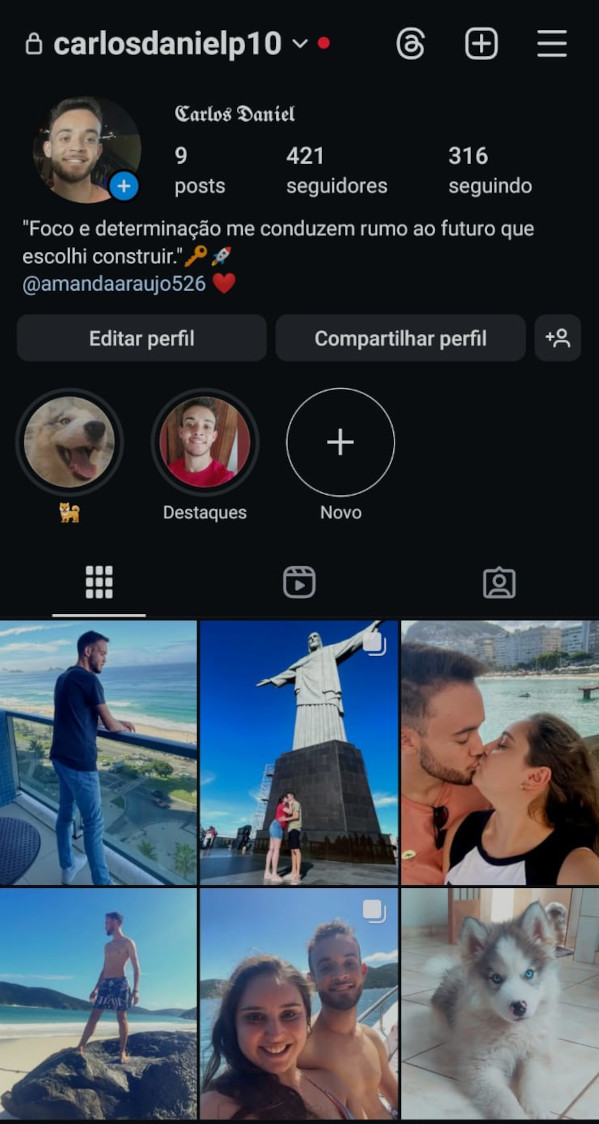 carlosdanielp10
Carlos Daniel
9 421 316
posts seguidores seguindo
"Foco e determinação me conduzem rumo ao futuro que
escolhi construir."🔑🚀
@amandaaraujo526 ❤️
Editar perfil Compartilhar perfil
Destaques Novo